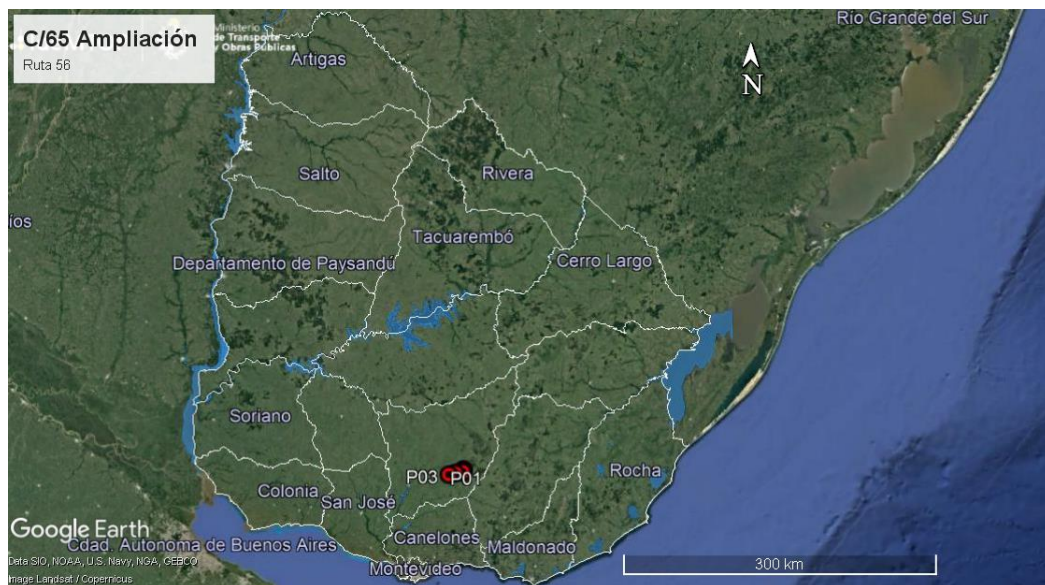 C/65 Ampliación
Ruta 56
Ministerio
de Transporte
y Obras Públicas
Rio Grande del Sur
N
Artigas
Salto
Rivera
íos
Tacuarembó
Departamento de Paysandú
Cerro Largo
Soriano
P03
P01
Rocha
Colonia
San José
Canelones
Maldonado
Montevideo
Cdad. Autónoma de Buenos Aires
300 km
Google Earth
Data SIO, NOAA, U.S. Navy, NGA, GEBCO
Image Landsat / Copernicus